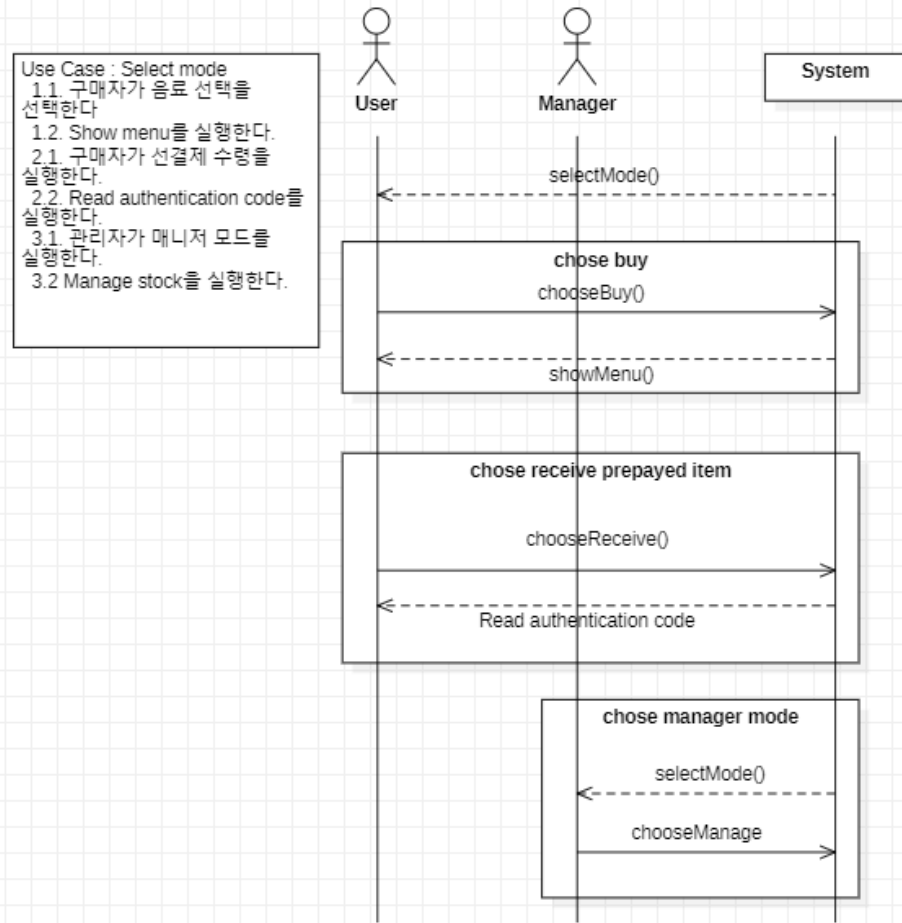 Use Case : Select mode
1.1. 구매자가 음료 선택을
선택한다
1.2. Show menu를 실행한다.
2.1. 구매자가 선결제 수령을
실행한다.
2.2. Read authentication code를
실행한다.
3.1. 관리자가 매니저 모드를
실행한다.
3.2 Manage stock을 실행한다.
User
Manager
System
selectMode()
chose buy
chooseBuy()
showMenu()
chose receive prepayed item
chooseReceive()
Read authentication code
chose manager mode
selectMode()
chooseManage